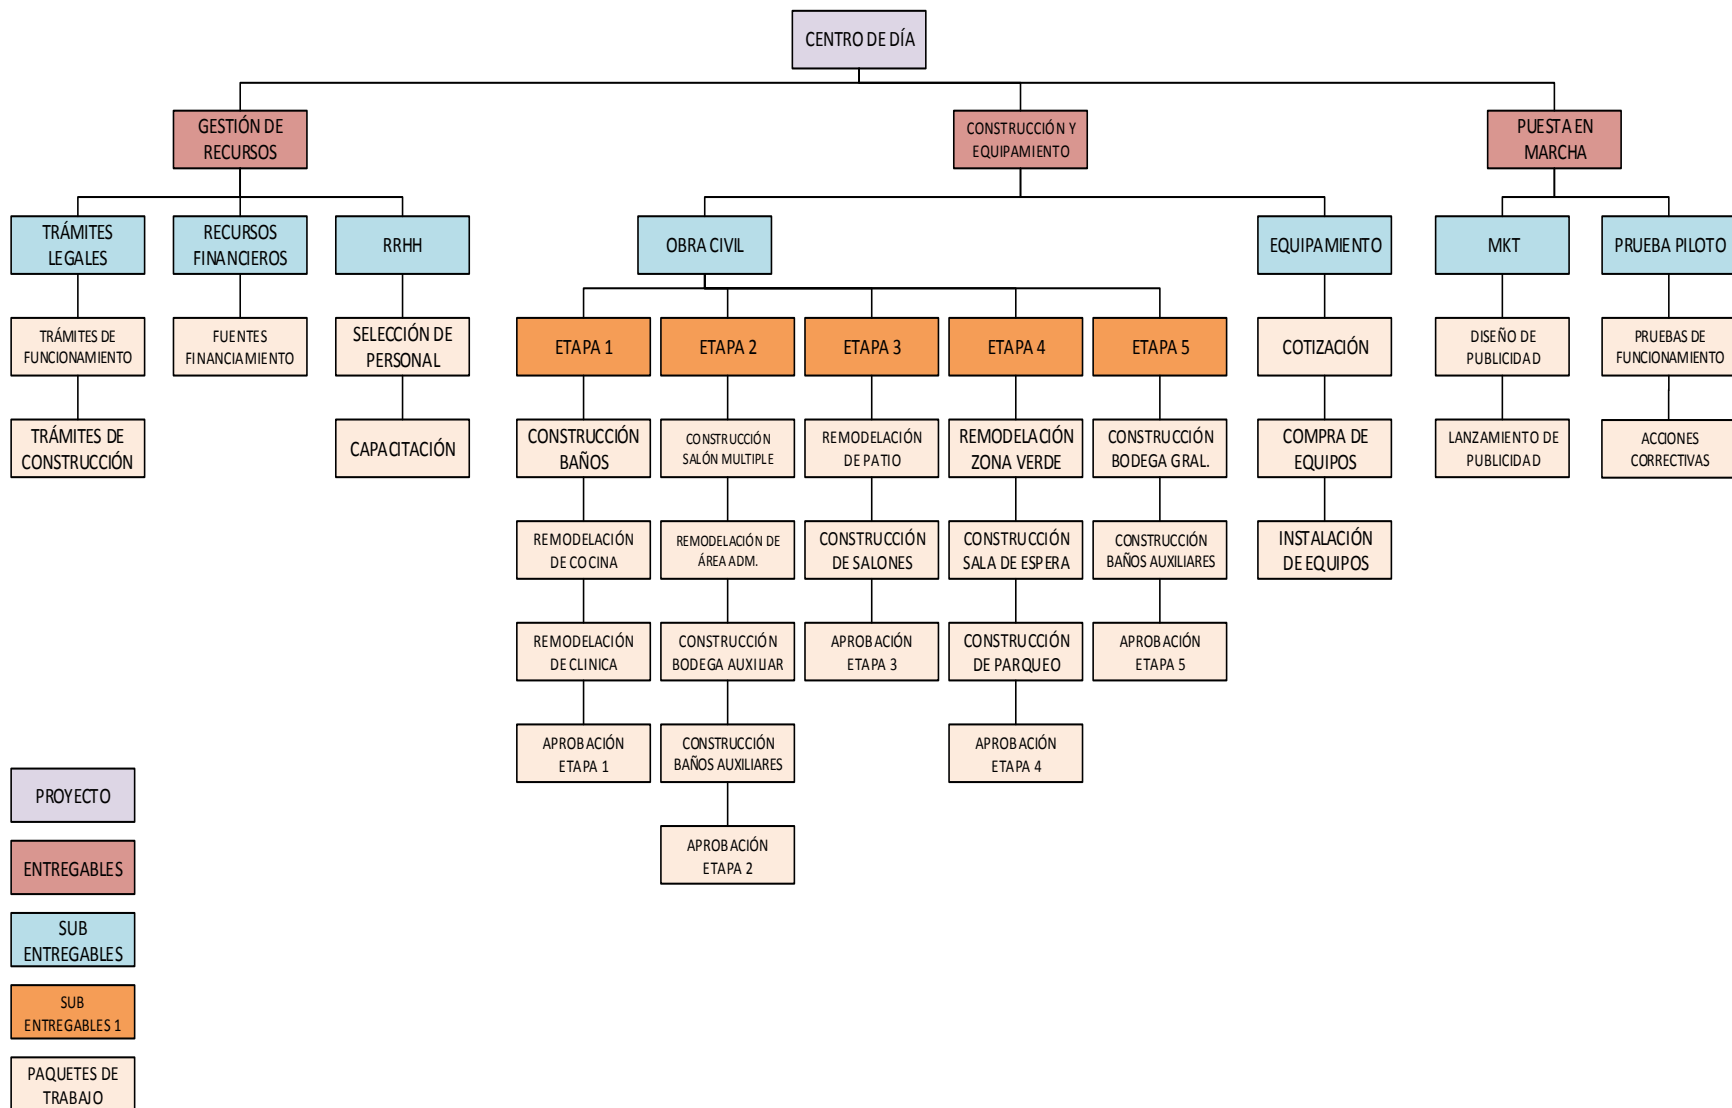 CENTRO DE DÍA
GESTIÓN DE
RECURSOS
CONSTRUCCIÓN Y
EQUIPAMIENTO
PUESTA EN
MARCHA
TRÁMITES
LEGALES
RECURSOS
FINANCIEROS
RRHH
OBRA CIVIL
EQUIPAMIENTO
MKT
PRUEBA PILOTO
TRÁMITES DE
FUNCIONAMIENTO
FUENTES
FINANCIAMIENTO
SELECCIÓN DE
PERSONAL
ETAPA 1
ETAPA 2
ETAPA 3
ETAPA 4
ETAPA 5
COTIZACIÓN
DISEÑO DE
PUBLICIDAD
PRUEBAS DE
FUNCIONAMIENTO
TRÁMITES DE
CONSTRUCCIÓN
CAPACITACIÓN
CONSTRUCCIÓN
BAÑOS
CONSTRUCCIÓN
SALÓN MULTIPLE
REMODELACIÓN
DE PATIO
REMODELACIÓN
ZONA VERDE
CONSTRUCCIÓN
BODEGA GRAL.
COMPRA DE
EQUIPOS
LANZAMIENTO DE
PUBLICIDAD
ACCIONES
CORRECTIVAS
REMODELACIÓN
DE COCINA
REMODELACIÓN DE
ÁREA ADM.
CONSTRUCCIÓN
DE SALONES
CONSTRUCCIÓN
SALA DE ESPERA
CONSTRUCCIÓN
BAÑOS AUXILIARES
INSTALACIÓN
DE EQUIPOS
REMODELACIÓN
DE CLINICA
CONSTRUCCIÓN
BODEGA AUXILIAR
APROBACIÓN
ETAPA 3
CONSTRUCCIÓN
DE PARQUEO
APROBACIÓN
ETAPA 5
APROBACIÓN
ETAPA 1
CONSTRUCCIÓN
BAÑOS AUXILIARES
APROBACIÓN
ETAPA 4
APROBACIÓN
ETAPA 2
PROYECTO
ENTREGABLES
SUB
ENTREGABLES
SUB
ENTREGABLES 1
PAQUETES DE
TRABAJO